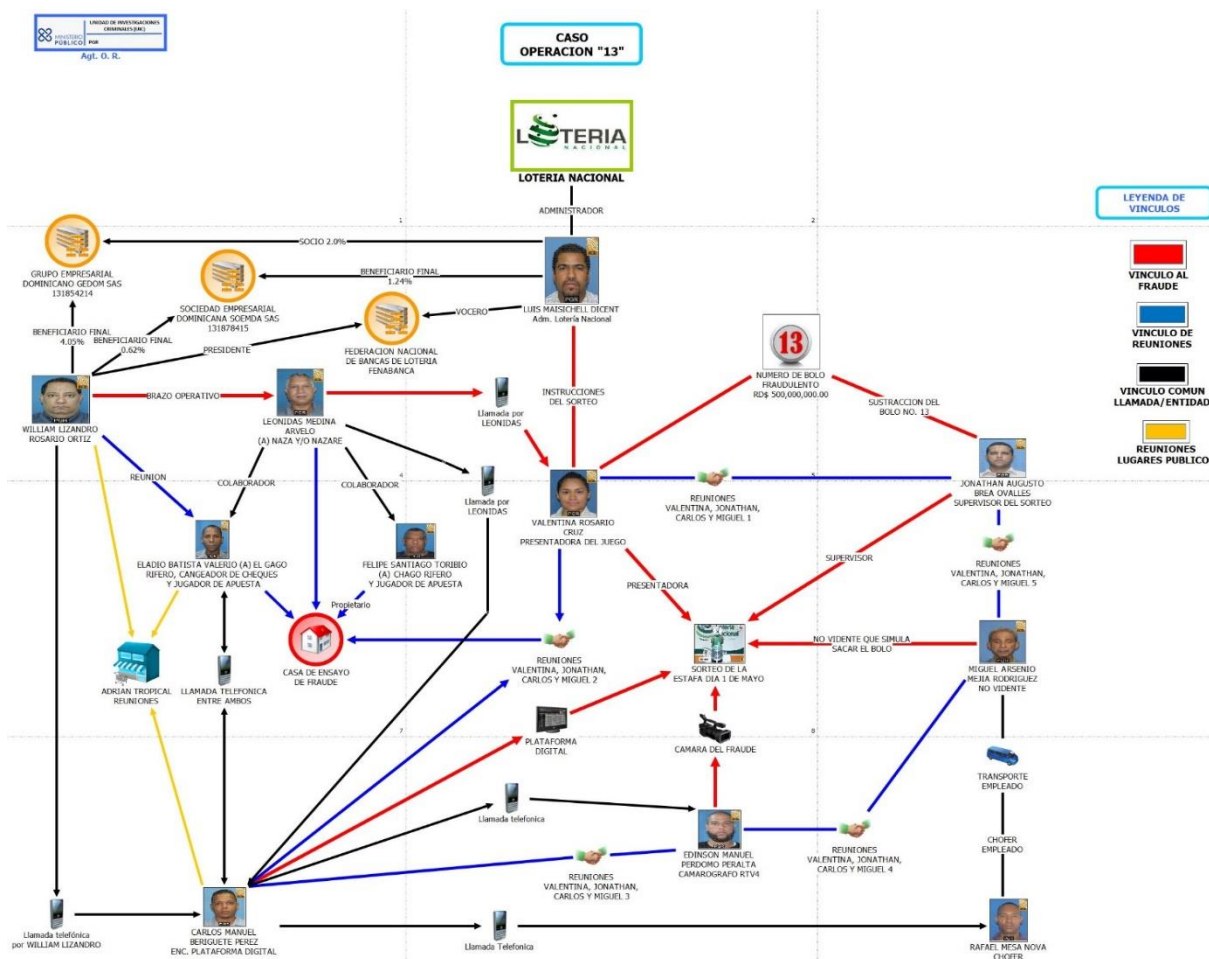 MINISTERIO PÚBLICO
UNIDAD DE INVESTIGACIONES
CRIMINALES (UIC)
PGR
Agt. O. R.
CASO
OPERACION "13"
LOTERIA
NACIONAL
LOTERIA NACIONAL
ADMINISTRADOR
1
2
LEYENDA DE
VINCULOS
VINCULO AL
FRAUDE
VINCULO DE
REUNIONES
VINCULO COMUN
LLAMADA/ENTIDAD
REUNIONES
LUGARES PUBLICO
SOCIO 2.0%
GRUPO EMPRESARIAL
DOMINICANO GEDOM SAS
131854214
BENEFICIARIO FINAL
1.24%
SOCIEDAD EMPRESARIAL
DOMINICANA SOEMDA SAS
131878415
LUIS MAISICHELL DICENT
Adm. Lotería Nacional
VOCERO
BENEFICIARIO FINAL
4.05%
BENEFICIARIO FINAL
0.62%
PRESIDENTE
FEDERACION NACIONAL
DE BANCAS DE LOTERIA
FENABANCA
13
NUMERO DE BOLO
FRAUDULENTO
RD$ 500,000,000.00
WILLIAM LIZANDRO
ROSARIO ORTIZ
BRAZO OPERATIVO
LEONIDAS MEDINA
ARVELO
(A) NAZA Y/O NAZARE
Llamada por
LEONIDAS
INSTRUCCIONES
DEL SORTEO
SUSTRACCION DEL
BOLO NO. 13
REUNION
4
5
COLABORADOR
COLABORADOR
Llamada por
LEONIDAS
VALENTINA ROSARIO
CRUZ
PRESENTADORA DEL JUEGO
REUNIONES
VALENTINA, JONATHAN,
CARLOS Y MIGUEL 1
JONATHAN AUGUSTO
BREA OVALLES
SUPERVISOR DEL SORTEO
ELADIO BATISTA VALERIO (A) EL GAGO
RIFERO, CANGEADOR DE CHEQUES
Y JUGADOR DE APUESTA
FELIPE SANTIAGO TORIBIO
(A) CHAGO RIFERO
Y JUGADOR DE APUESTA
PRESENTADORA
SUPERVISOR
REUNIONES
VALENTINA, JONATHAN,
CARLOS Y MIGUEL 5
Propietario
CASA DE ENSAYO
DE FRAUDE
REUNIONES
VALENTINA, JONATHAN,
CARLOS Y MIGUEL 2
SORTEO DE LA
ESTAFA DIA 1 DE MAYO
NO VIDENTE QUE SIMULA
SACAR EL BOLO
MIGUEL ARSENIO
MEJIA RODRIGUEZ
NO VIDENTE
ADRIAN TROPICAL
REUNIONES
LLAMADA TELEFONICA
ENTRE AMBOS
PLATAFORMA
DIGITAL
CAMARA DEL FRAUDE
7
8
TRANSPORTE
EMPLEADO
Llamada telefonica
EDINSON MANUEL
PERDOMO PERALTA
CAMAROGRAFO RTV4
REUNIONES
VALENTINA, JONATHAN,
CARLOS Y MIGUEL 4
CHOFER
EMPLEADO
REUNIONES
VALENTINA, JONATHAN,
CARLOS Y MIGUEL 3
Llamada telefónica
por WILLIAM LIZANDRO
CARLOS MANUEL
BERIGUETE PEREZ
ENC. PLATAFORMA DIGITAL
Llamada Telefonica
RAFAEL MESA NOVA
CHOFER